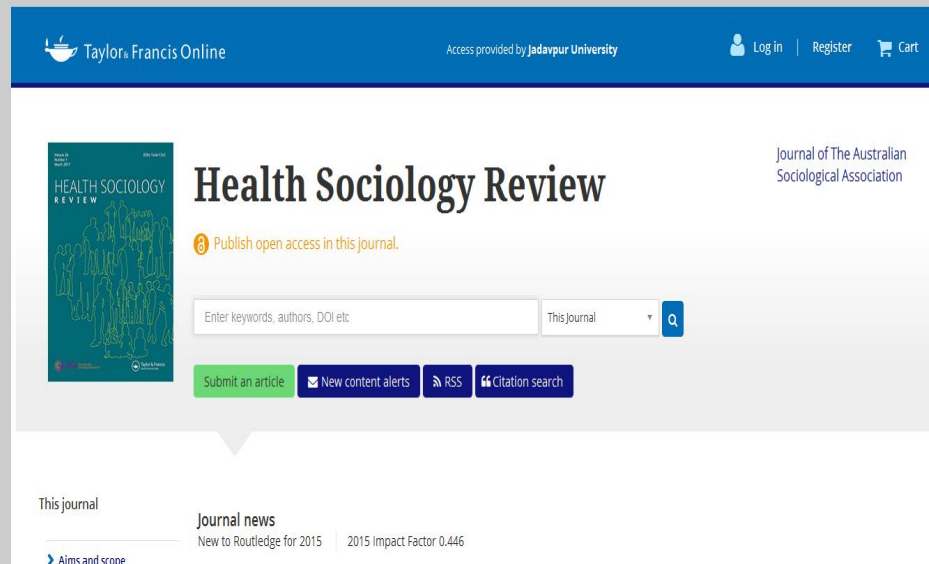 Taylor & Francis Online
Access provided by Jadavpur University
Log in
Register
Cart
HEALTH SOCIOLOGY
REVIEW
Health Sociology Review
Journal of The Australian
Sociological Association
Publish open access in this journal.
Enter keywords, authors, DOI etc
This Journal
Submit an article
New content alerts
RSS
Citation search
This journal
Journal news
New to Routledge for 2015
2015 Impact Factor 0.446
Aims and scope